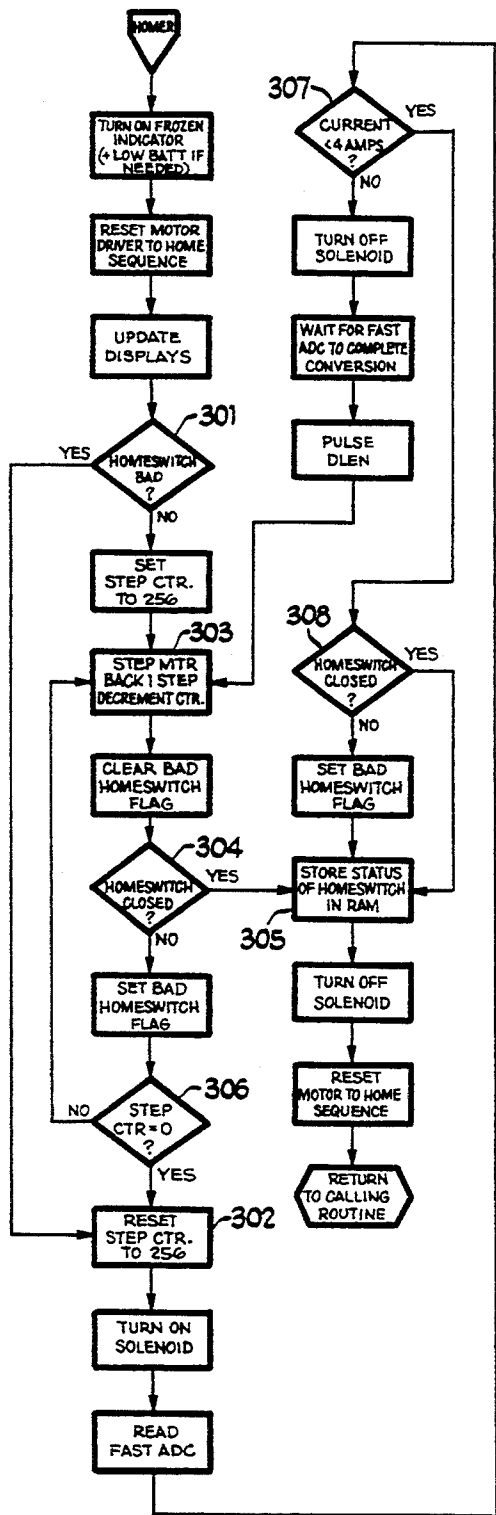 HOMER
TURN ON FROZEN
INDICATOR
(+ LOW BATT IF
NEEDED)
RESET MOTOR
DRIVER TO HOME
SEQUENCE
UPDATE
DISPLAYS
301
YES
HOMESWITCH
BAD
?
NO
SET
STEP CTR.
TO 256
303
STEP MTR
BACK 1 STEP
DECREMENT CTR.
CLEAR BAD
HOMESWITCH
FLAG
304
HOMESWITCH
CLOSED
?
YES
NO
SET BAD
HOMESWITCH
FLAG
306
NO
STEP
CTR=0
?
YES
RESET
STEP CTR.
TO 256
302
TURN ON
SOLENOID
READ
FAST ADC
307
CURRENT
<4 AMPS
?
YES
NO
TURN OFF
SOLENOID
WAIT FOR FAST
ADC TO COMPLETE
CONVERSION
PULSE
DLEN
308
HOMESWITCH
CLOSED
?
YES
NO
SET BAD
HOMESWITCH
FLAG
STORE STATUS
OF HOMESWITCH
IN RAM
305
TURN OFF
SOLENOID
RESET
MOTOR TO HOME
SEQUENCE
RETURN
TO CALLING
ROUTINE